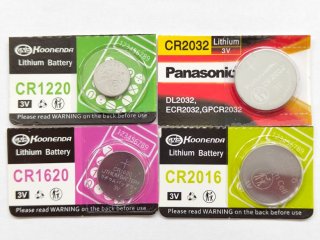 KOONENDA
Lithium Battery
CR1220
3V
Please read WARNING on the back before use
CR2032 Lithium
3V
Panasonic
DL2032,
ECR2032,GPCR2032
KOONENDA
Lithium Battery
CR1620
3V
Please read WARNING on the back before use
KOONENDA
Lithium Battery
CR2016
3V
Please read WARNING on the back before use